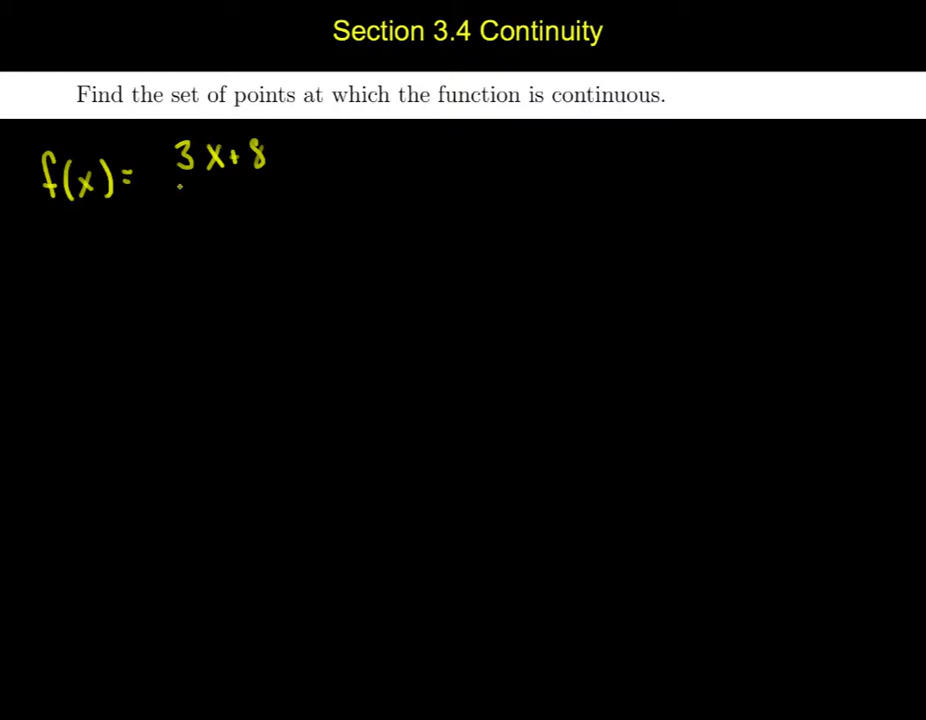 Section 3.4 Continuity
Find the set of points at which the function is continuous.
f(x) = 3x+8